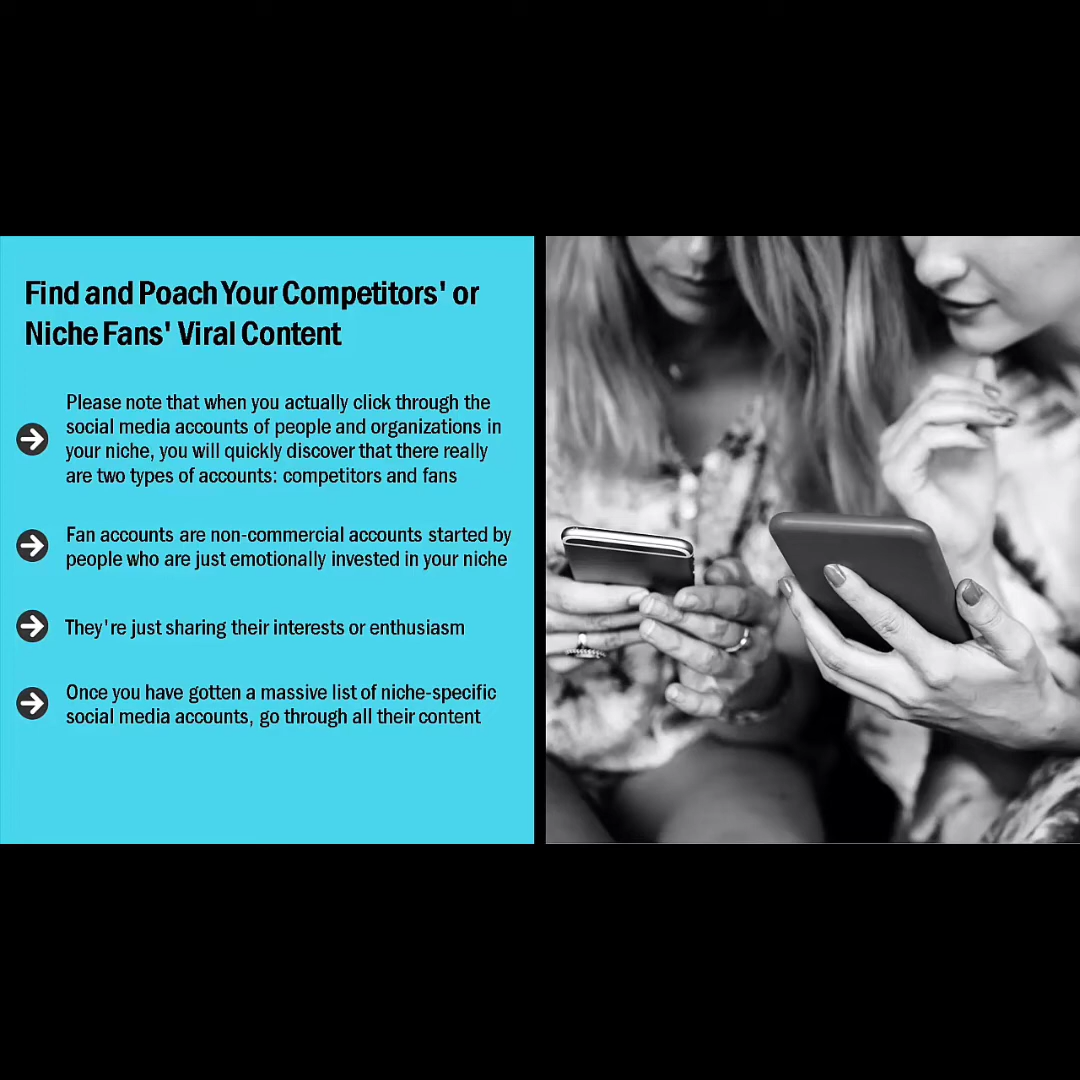 Find and Poach Your Competitors' or
Niche Fans' Viral Content
Please note that when you actually click through the
social media accounts of people and organizations in
your niche, you will quickly discover that there really
are two types of accounts: competitors and fans
Fan accounts are non-commercial accounts started by
people who are just emotionally invested in your niche
They're just sharing their interests or enthusiasm
Once you have gotten a massive list of niche-specific
social media accounts, go through all their content